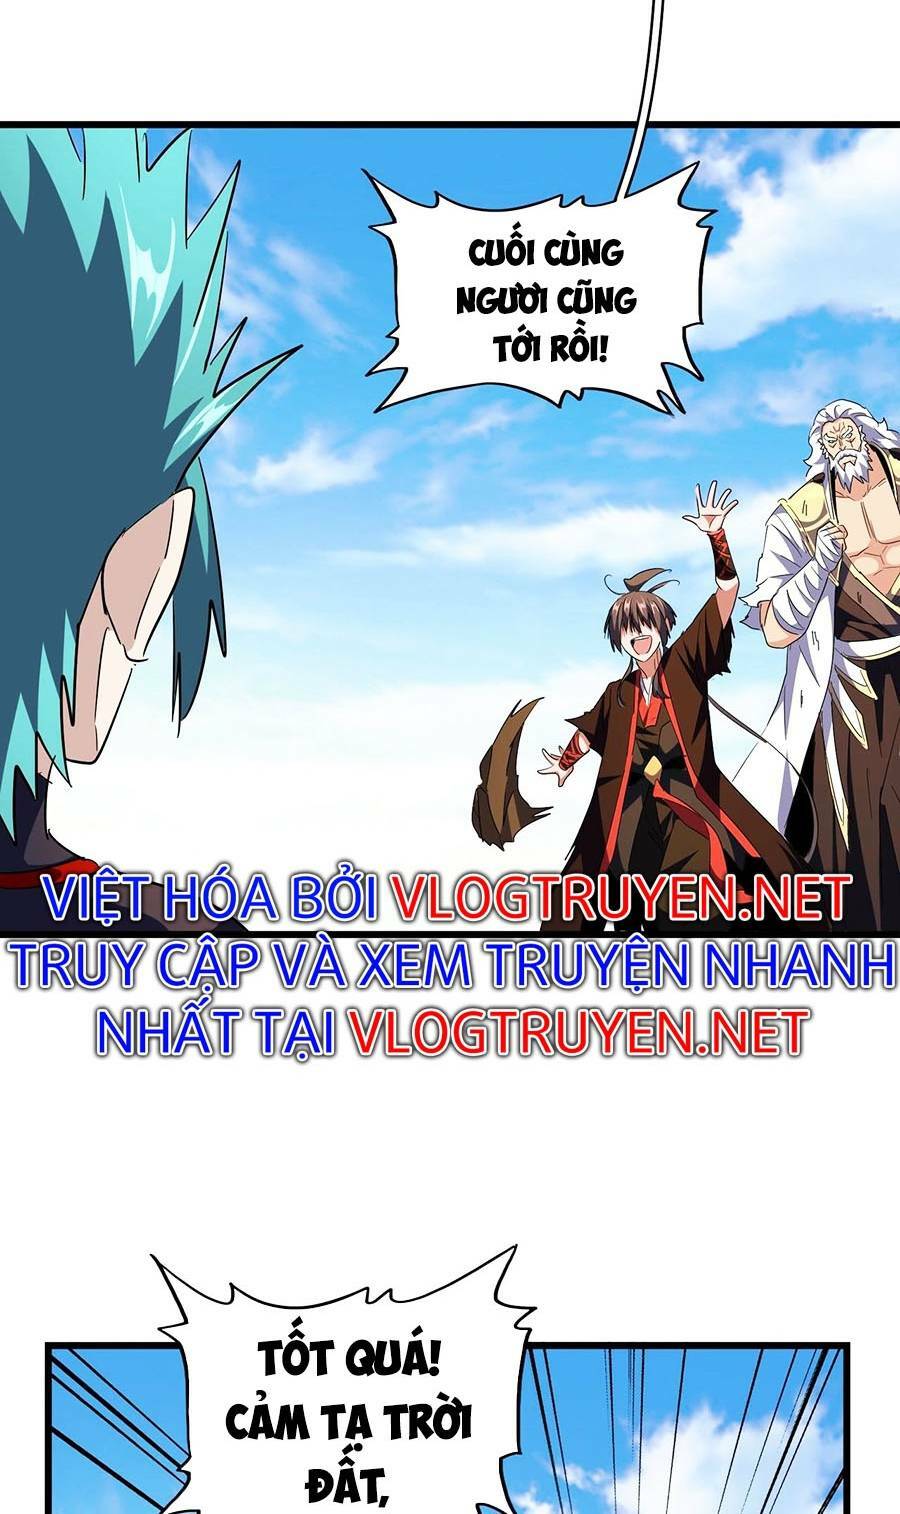 CUỐI CÙNG
NGƯƠI CŨNG
TỚI RỒI!
VIỆT HÓA BỞI VLOGTRUYEN.NET
TRUY CẬP VÀ XEM TRUYỆN NHANH
NHẤT TẠI VLOGTRUYEN.NET
TỐT QUÁ!
CẢM TẠ TRỜI
ĐẤT,